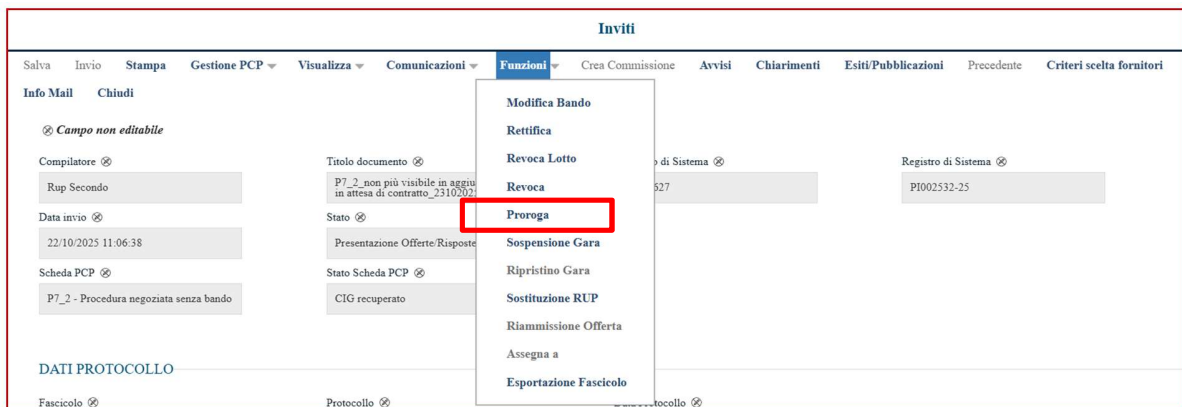 Inviti
Salva Invio Stampa Gestione PCP Visualizza Comunicazioni Funzioni Crea Commissione Avvisi Chiarimenti Esiti/Pubblicazioni Precedente Criteri scelta fornitori
Info Mail Chiudi
Modifica Bando
Rettifica
Revoca Lotto
Revoca
Proroga
Sospensione Gara
Ripristino Gara
Sostituzione RUP
Riammissione Offerta
Assegna a
Esportazione Fascicolo
Campo non editabile
Compilatore Titolo documento di Sistema Registro di Sistema
Rup Secondo P7_2_non più visibile in
in attesa di 627 PI002532-25
Data invio Stato
22/10/2025 11:06:38 Presentazione Offerte/Risposte
Scheda PCP Stato Scheda PCP
P7_2 - Procedura negoziata senza bando CIG recuperato
DATI PROTOCOLLO
Fascicolo Protocollo